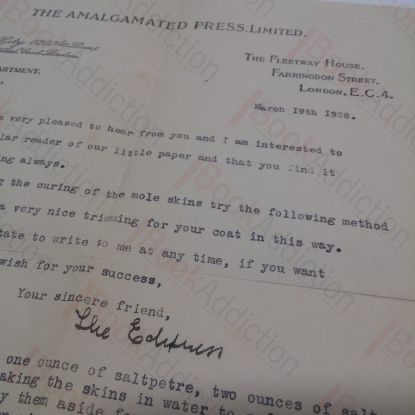 THE AMALGAMATED PRESS. LIMITED.
THE FLEETWAY HOUSE,
FARRINGDON STREET,
LONDON. E.C.4.
ARTMENT.
March 19th 1928.
very pleased to hear from you and I am interested to
lar reader of our little paper and that you find it
ng always.
the curing of the mole skins try the following method
a very nice trimming for your coat in this way.
tate to write to me at any time, if you want
wish for your success,
Your sincere friend,
The Editress
one ounce of saltpetre, two ounces of
aking the skins in water to
them aside